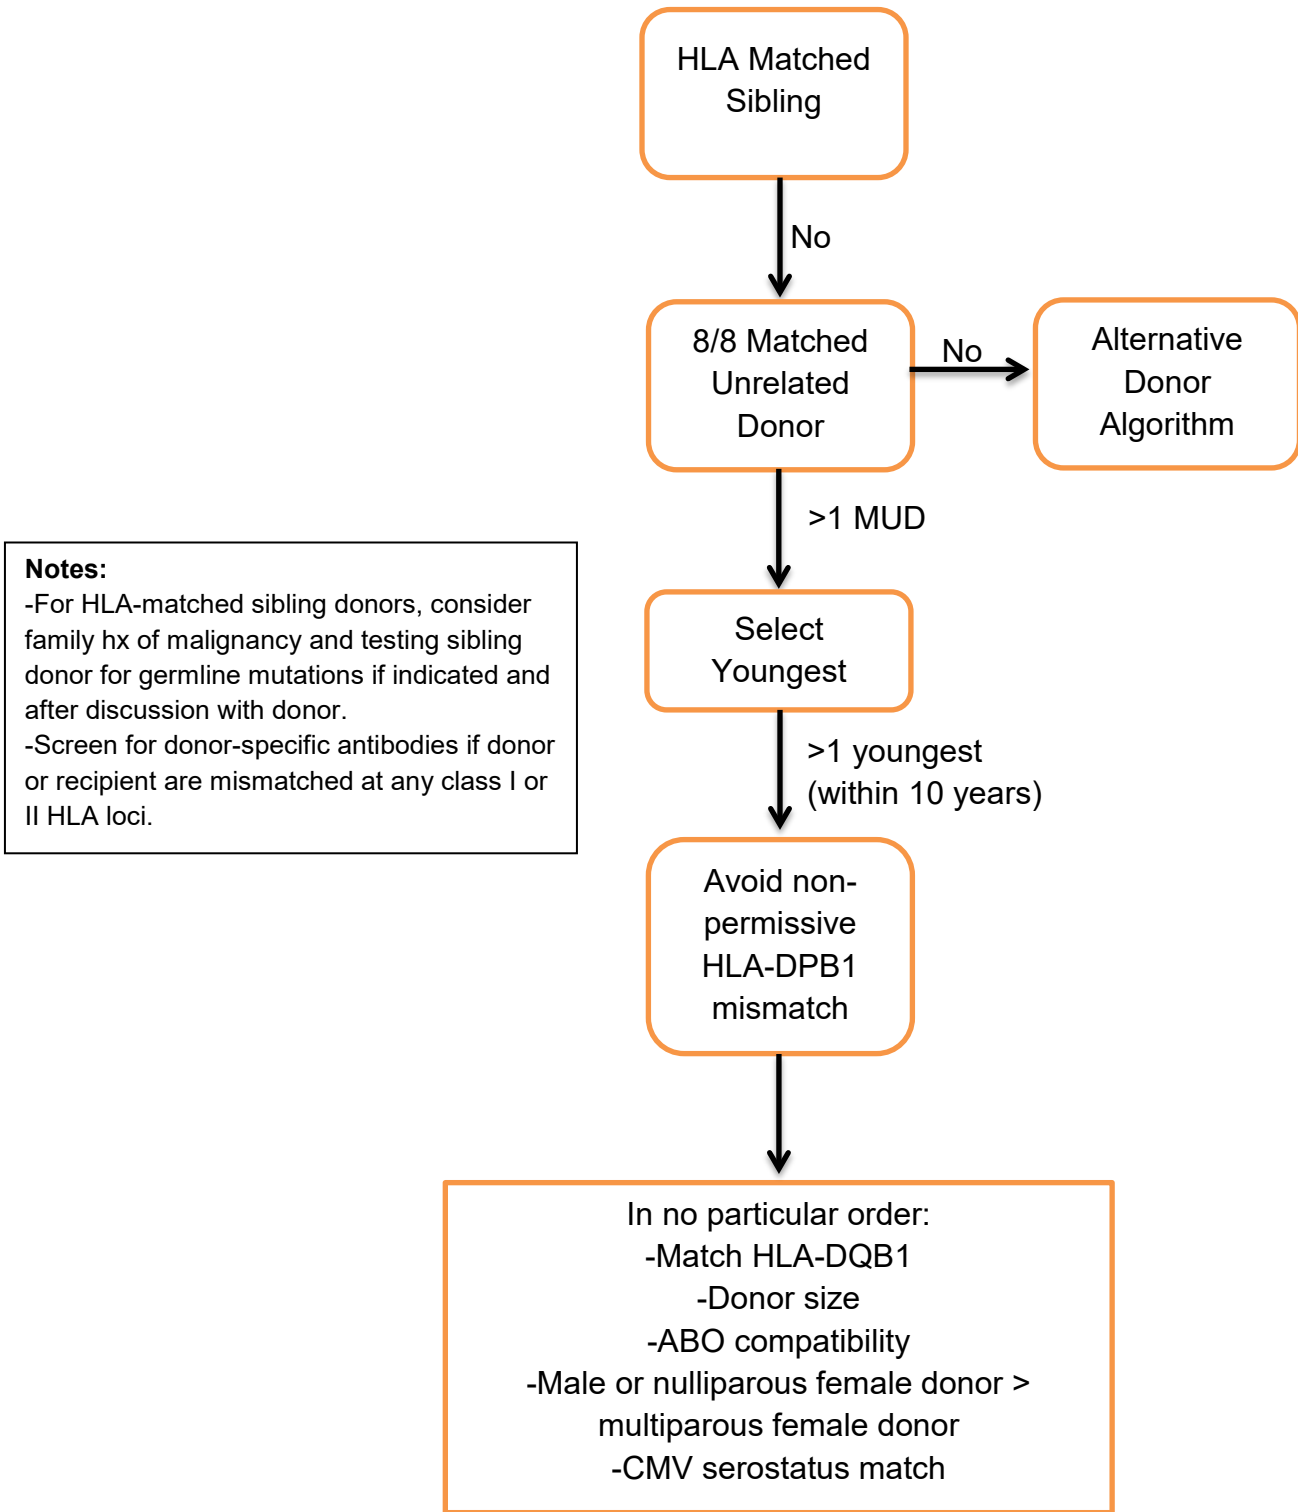 HLA Matched
Sibling
No
8/8 Matched
Unrelated
Donor
No
Alternative
Donor
Algorithm
>1 MUD
Notes:
-For HLA-matched sibling donors, consider
family hx of malignancy and testing sibling
donor for germline mutations if indicated and
after discussion with donor.
-Screen for donor-specific antibodies if donor
or recipient are mismatched at any class I or
II HLA loci.
Select
Youngest
>1 youngest
(within 10 years)
Avoid non-
permissive
HLA-DPB1
mismatch
In no particular order:
-Match HLA-DQB1
-Donor size
-ABO compatibility
-Male or nulliparous female donor >
multiparous female donor
-CMV serostatus match